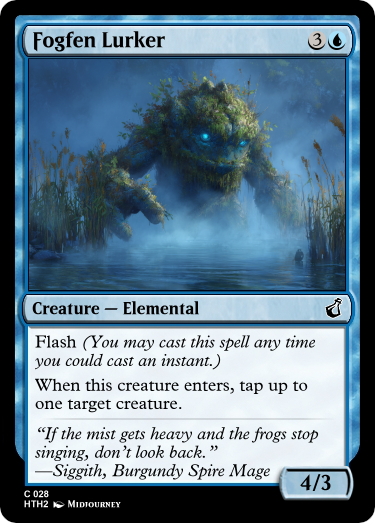 Fogfen Lurker 3
Creature — Elemental
Flash (You may cast this spell any time
you could cast an instant.)
When this creature enters, tap up to
one target creature.
“If the mist gets heavy and the frogs stop
singing, don’t look back.”
—Siggith, Burgundy Spire Mage
4/3
C 028
HTH2 Midjourney